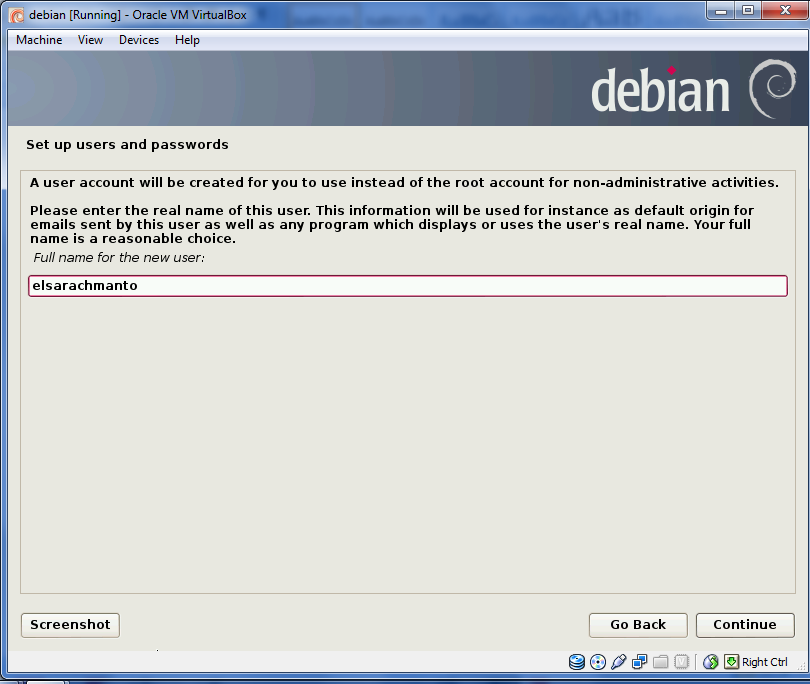 debian [Running] - Oracle VM VirtualBox
Machine View Devices Help
debian
Set up users and passwords
A user account will be created for you to use instead of the root account for non-administrative activities.
Please enter the real name of this user. This information will be used for instance as default origin for
emails sent by this user as well as any program which displays or uses the user's real name. Your full
name is a reasonable choice.
Full name for the new user:
elsarachmanto
Screenshot Go Back Continue
Right Ctrl